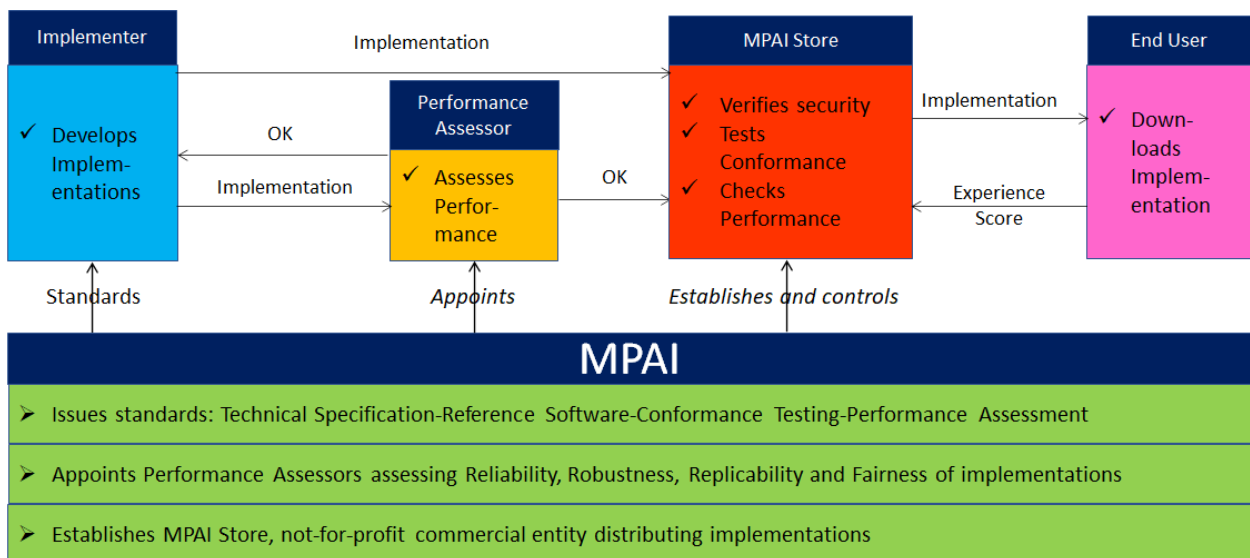 Implementer
✓ Develops
Implem-
entations
Implementation
OK
Implementation
Performance
Assessor
✓ Assesses
Perfor-
mance
OK
MPAI Store
✓ Verifies security
✓ Tests
Conformance
✓ Checks
Performance
Implementation
Experience
Score
End User
✓ Down-
loads
Implem-
entation
Standards
Appoints
Establishes and controls
MPAI
➢ Issues standards: Technical Specification-Reference Software-Conformance Testing-Performance Assessment
➢ Appoints Performance Assessors assessing Reliability, Robustness, Replicability and Fairness of implementations
➢ Establishes MPAI Store, not-for-profit commercial entity distributing implementations